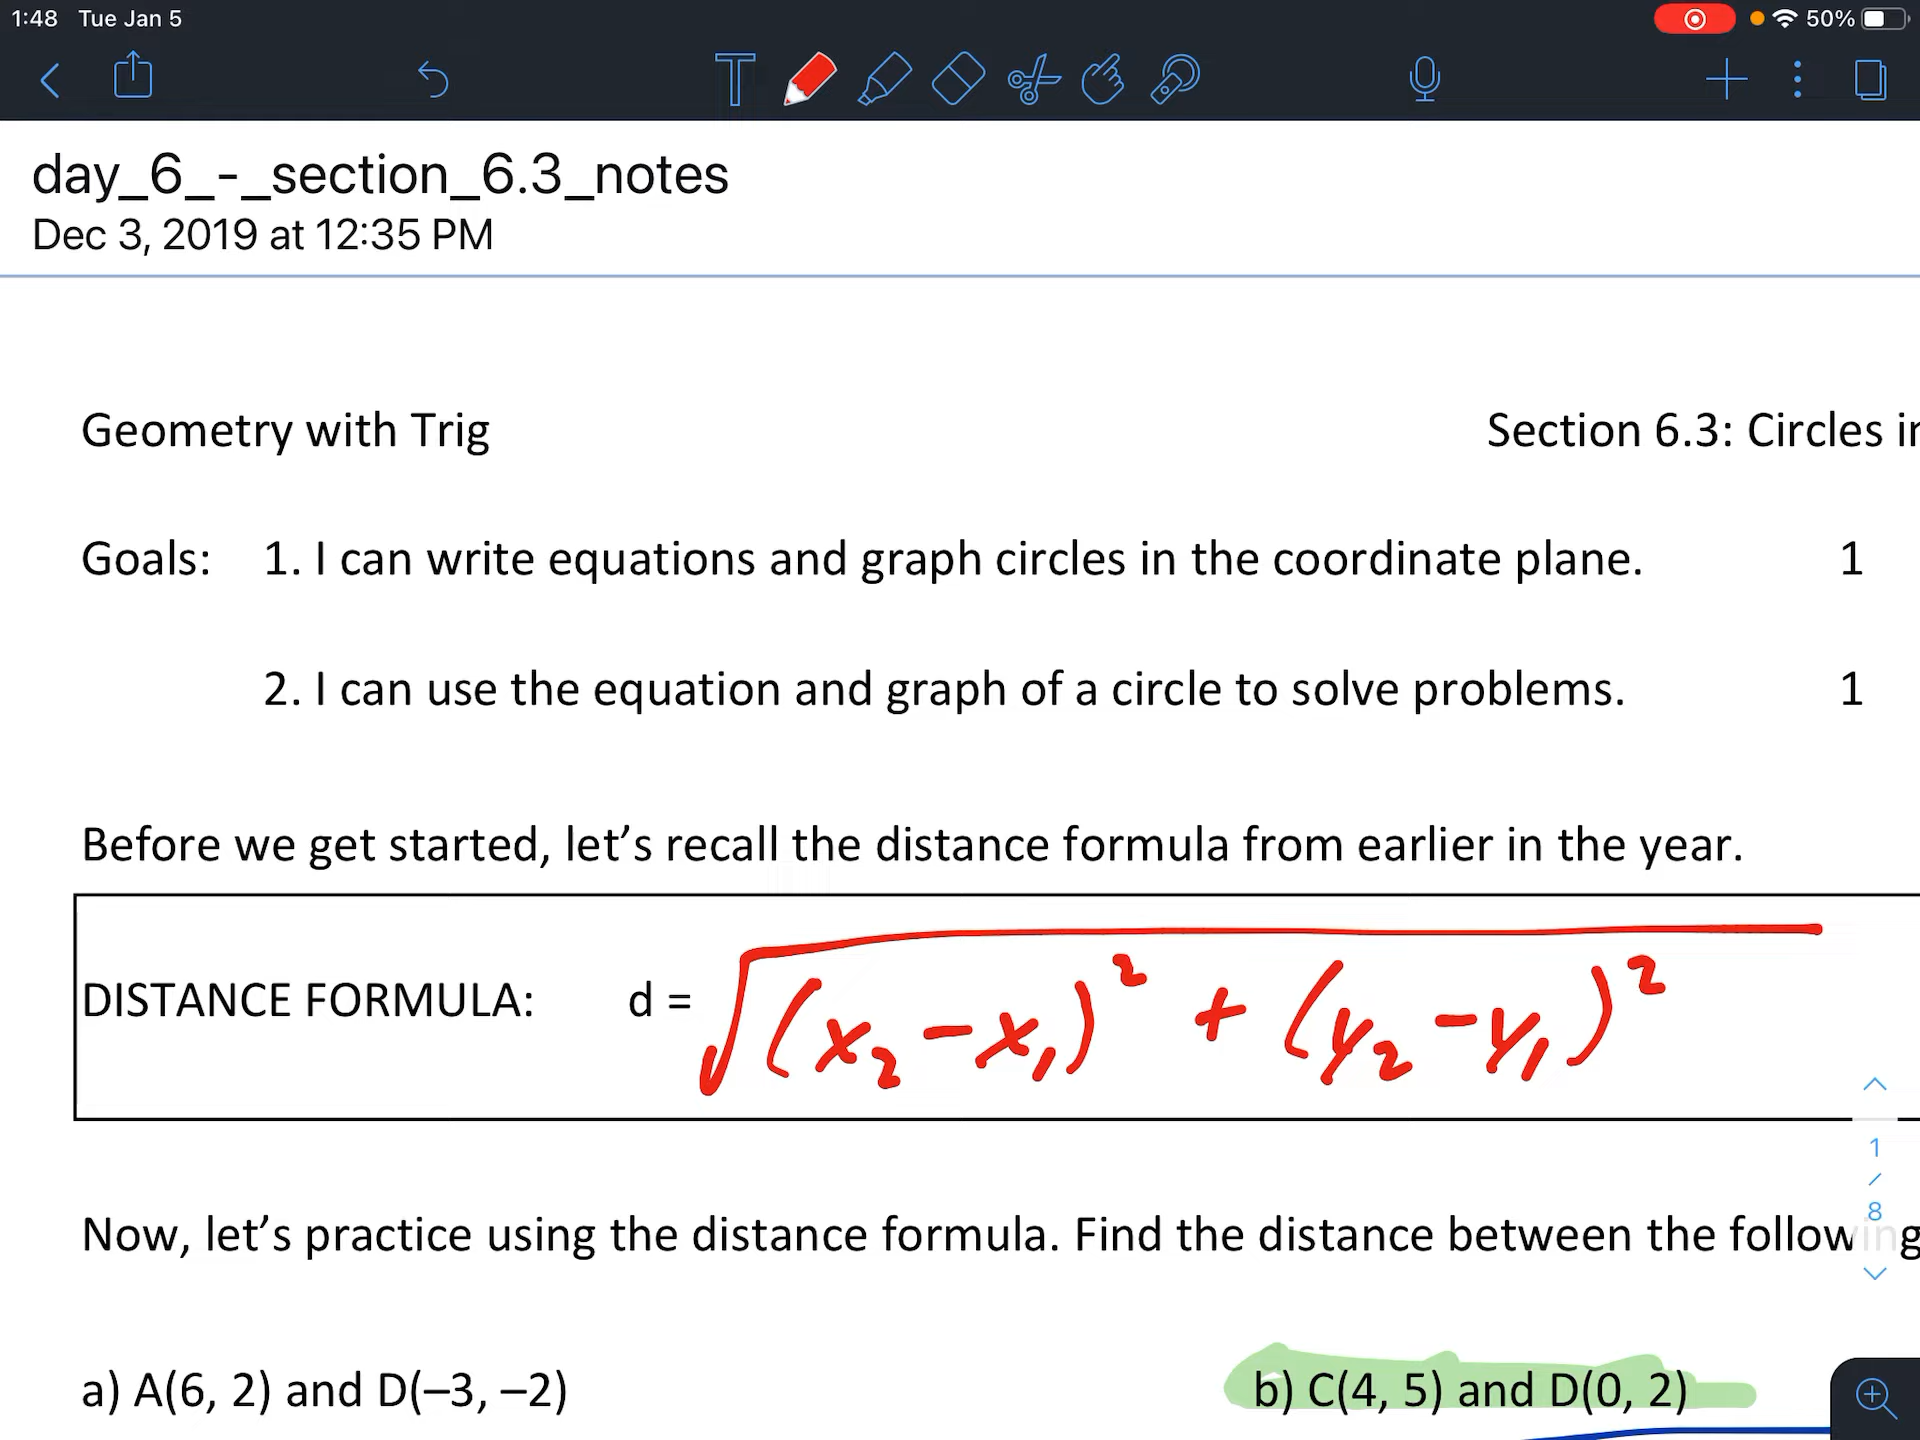 1:48 Tue Jan 5 50%
day_6_-_section_6.3_notes
Dec 3, 2019 at 12:35 PM
Geometry with Trig Section 6.3: Circles in
Goals: 1. I can write equations and graph circles in the coordinate plane. 1
2. I can use the equation and graph of a circle to solve problems. 1
Before we get started, let’s recall the distance formula from earlier in the year.
DISTANCE FORMULA: d = √(x₂ − x₁)² + (y₂ − y₁)²
1 / 8
Now, let’s practice using the distance formula. Find the distance between the following
a) A(6, 2) and D(–3, –2) b) C(4, 5) and D(0, 2)